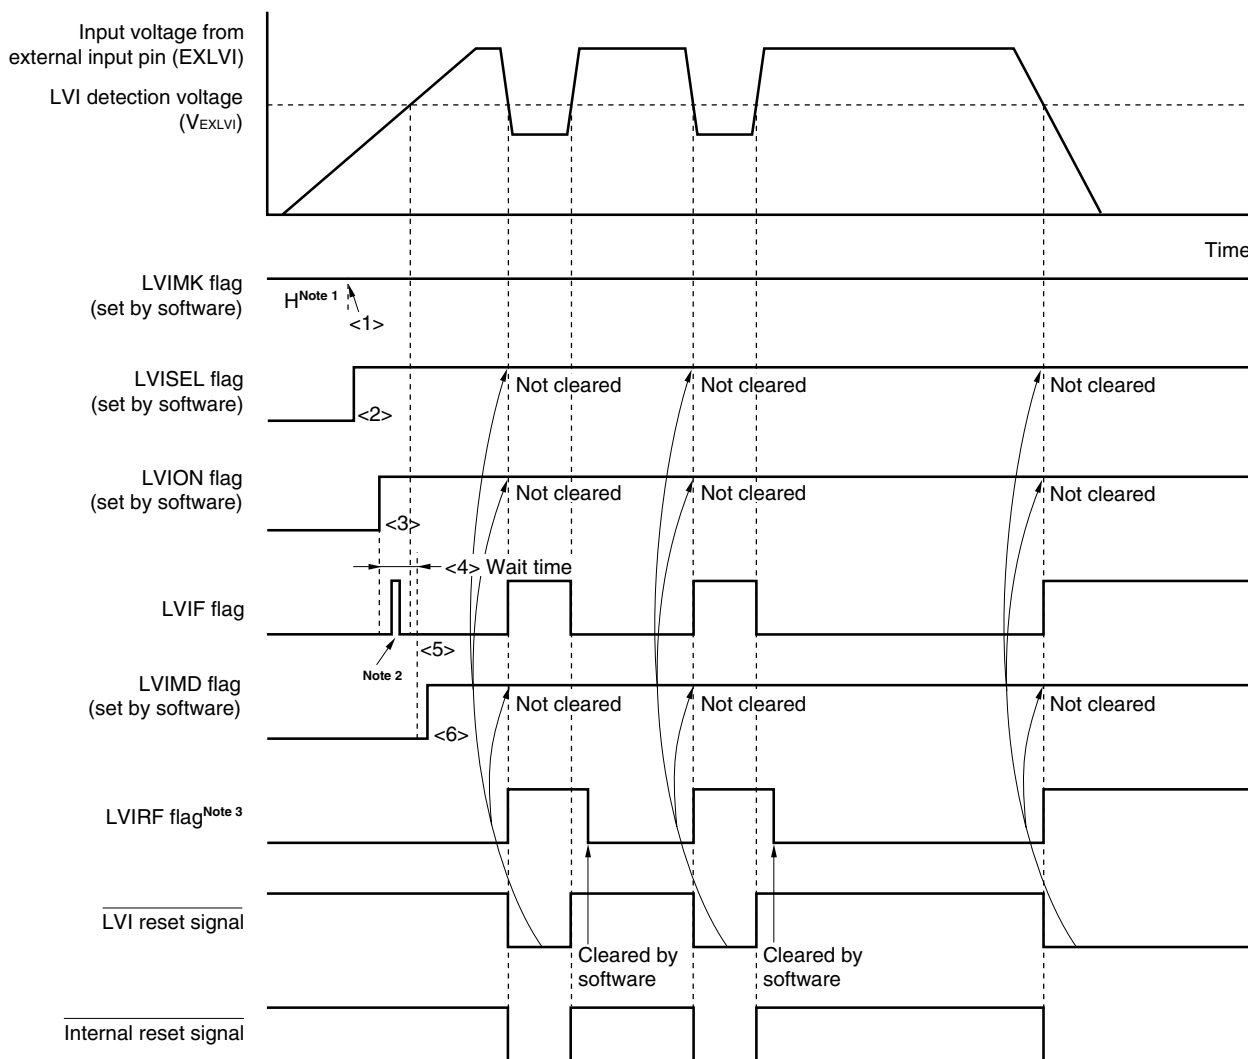 Input voltage from
external input pin (EXLVI)
LVI detection voltage
(VEXLVI)
Time
LVIMK flag
(set by software)
HNote 1
<1>
LVISEL flag
(set by software)
<2>
Not cleared
Not cleared
Not cleared
LVION flag
(set by software)
<3>
Not cleared
Not cleared
Not cleared
<4> Wait time
LVIF flag
Note 2
<5>
LVIMD flag
(set by software)
<6>
Not cleared
Not cleared
Not cleared
LVIRF flagNote 3
LVI reset signal
Cleared by
software
Cleared by
software
Internal reset signal